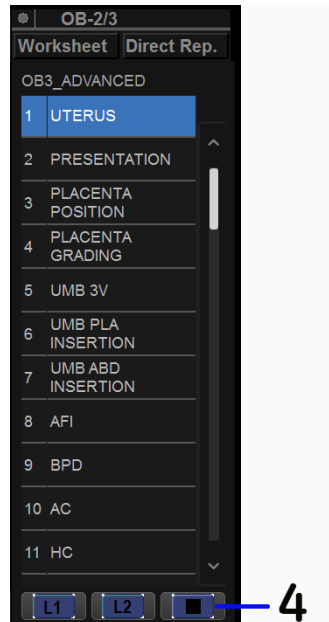 OB-2/3
Worksheet Direct Rep.
OB3_ADVANCED
1 UTERUS
2 PRESENTATION
3 PLACENTA
POSITION
4 PLACENTA
GRADING
5 UMB 3V
6 UMB PLA
INSERTION
7 UMB ABD
INSERTION
8 AFI
9 BPD
10 AC
11 HC
L1 L2 4